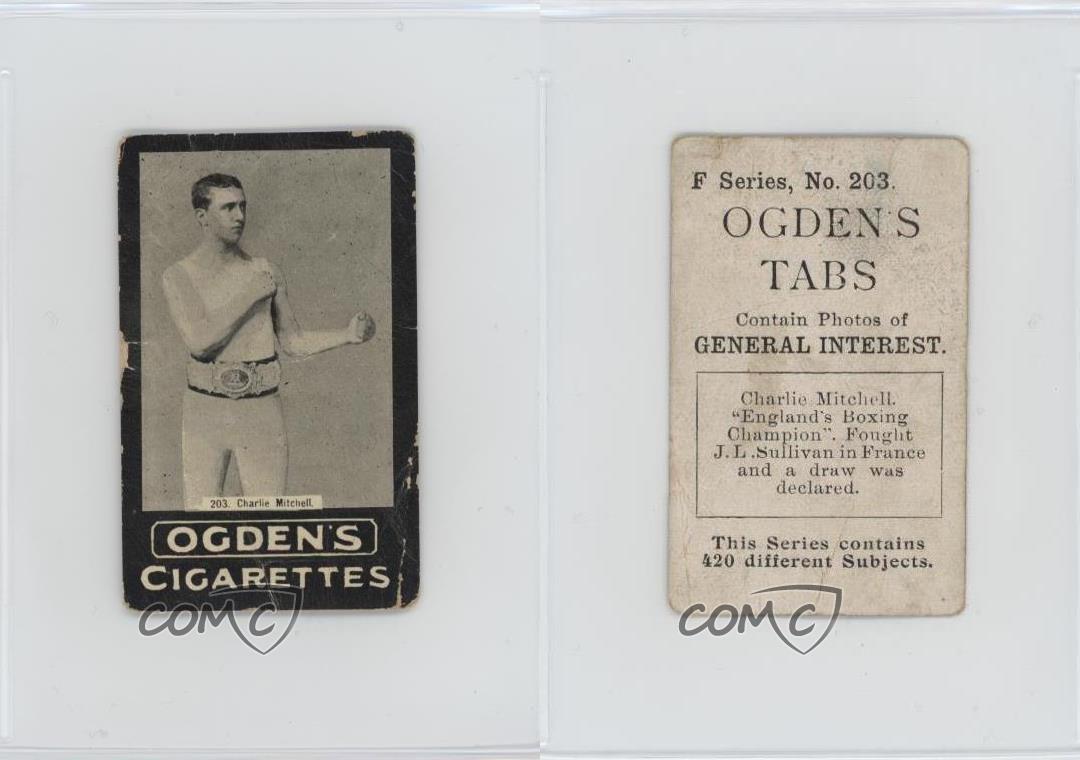 203. Charlie Mitchell.
OGDEN'S
CIGARETTES
COMC
F Series, No. 203.
OGDEN'S
TABS
Contain Photos of
GENERAL INTEREST.
Charlie Mitchell.
"England's Boxing
Champion". Fought
J.L.Sullivan in France
and a draw was
declared.
This Series contains
420 different Subjects.
COMC